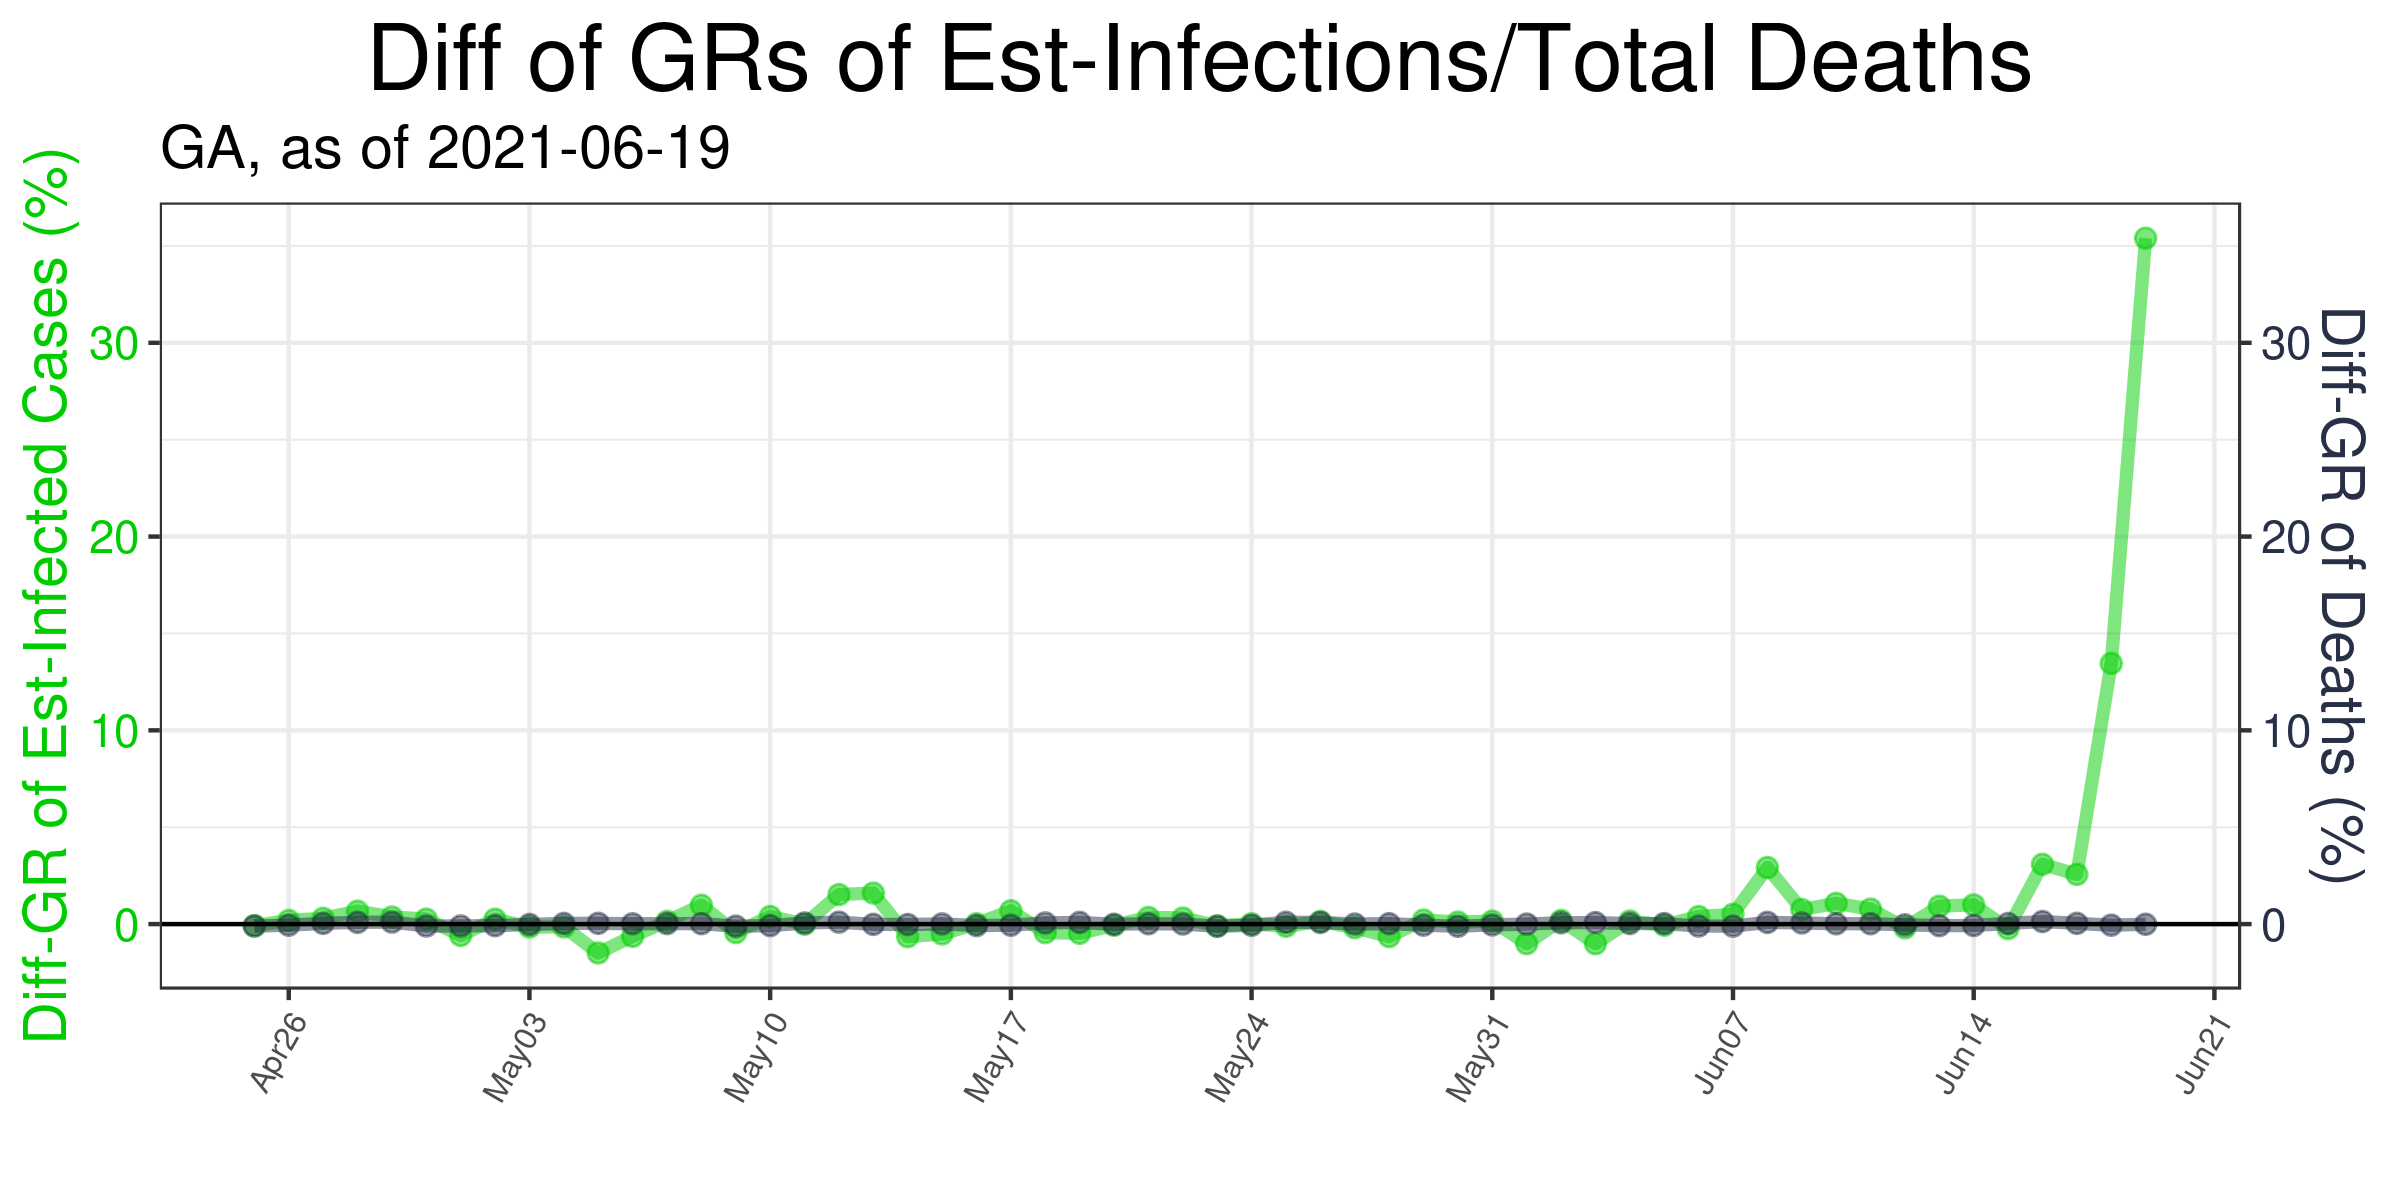 Diff of GRs of Est-Infections/Total Deaths
GA, as of 2021-06-19
Diff-GR of Est-Infected Cases (%)
30
20
10
0
30
20
10
0
Diff-GR of Deaths (%)
Apr26
May03
May10
May17
May24
May31
Jun07
Jun14
Jun21